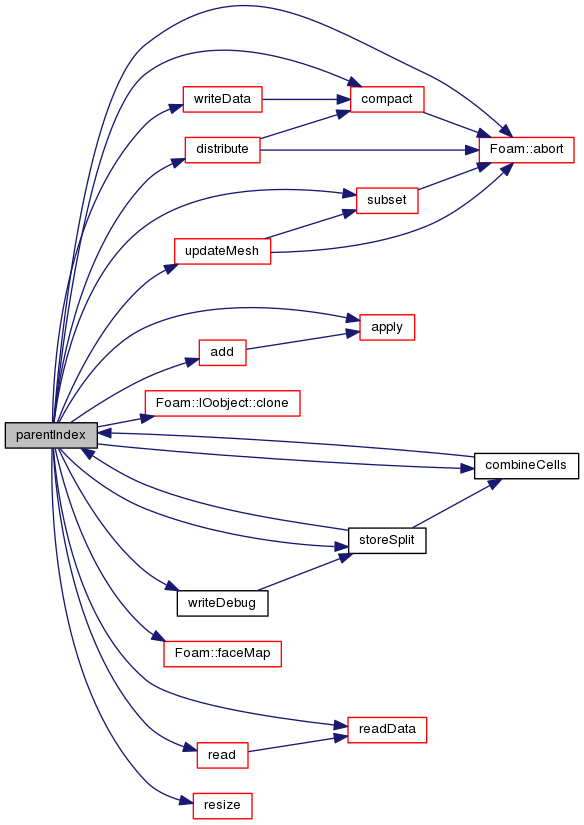 writeData
compact
distribute
Foam::abort
subset
updateMesh
apply
add
Foam::IOobject::clone
parentIndex
combineCells
storeSplit
writeDebug
Foam::faceMap
readData
read
resize